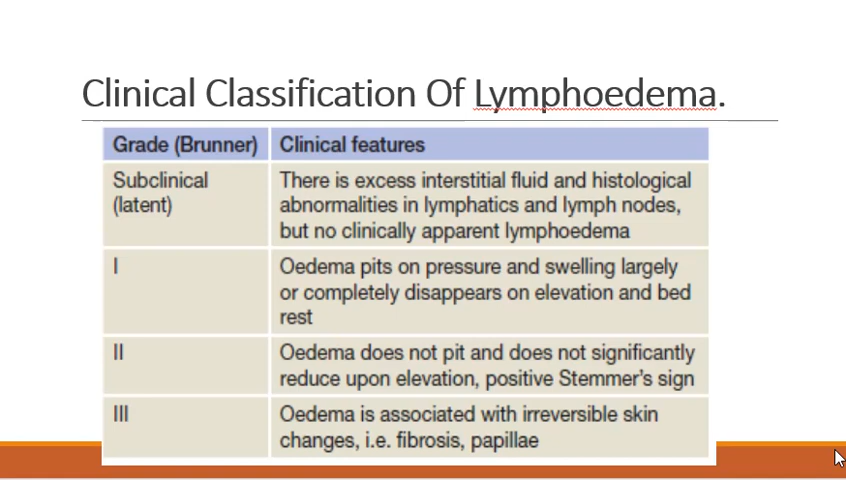 Clinical Classification Of Lymphoedema.
Grade (Brunner) Clinical features
Subclinical There is excess interstitial fluid and histological
(latent) abnormalities in lymphatics and lymph nodes,
but no clinically apparent lymphoedema
I Oedema pits on pressure and swelling largely
or completely disappears on elevation and bed
rest
II Oedema does not pit and does not significantly
reduce upon elevation, positive Stemmer's sign
III Oedema is associated with irreversible skin
changes, i.e. fibrosis, papillae